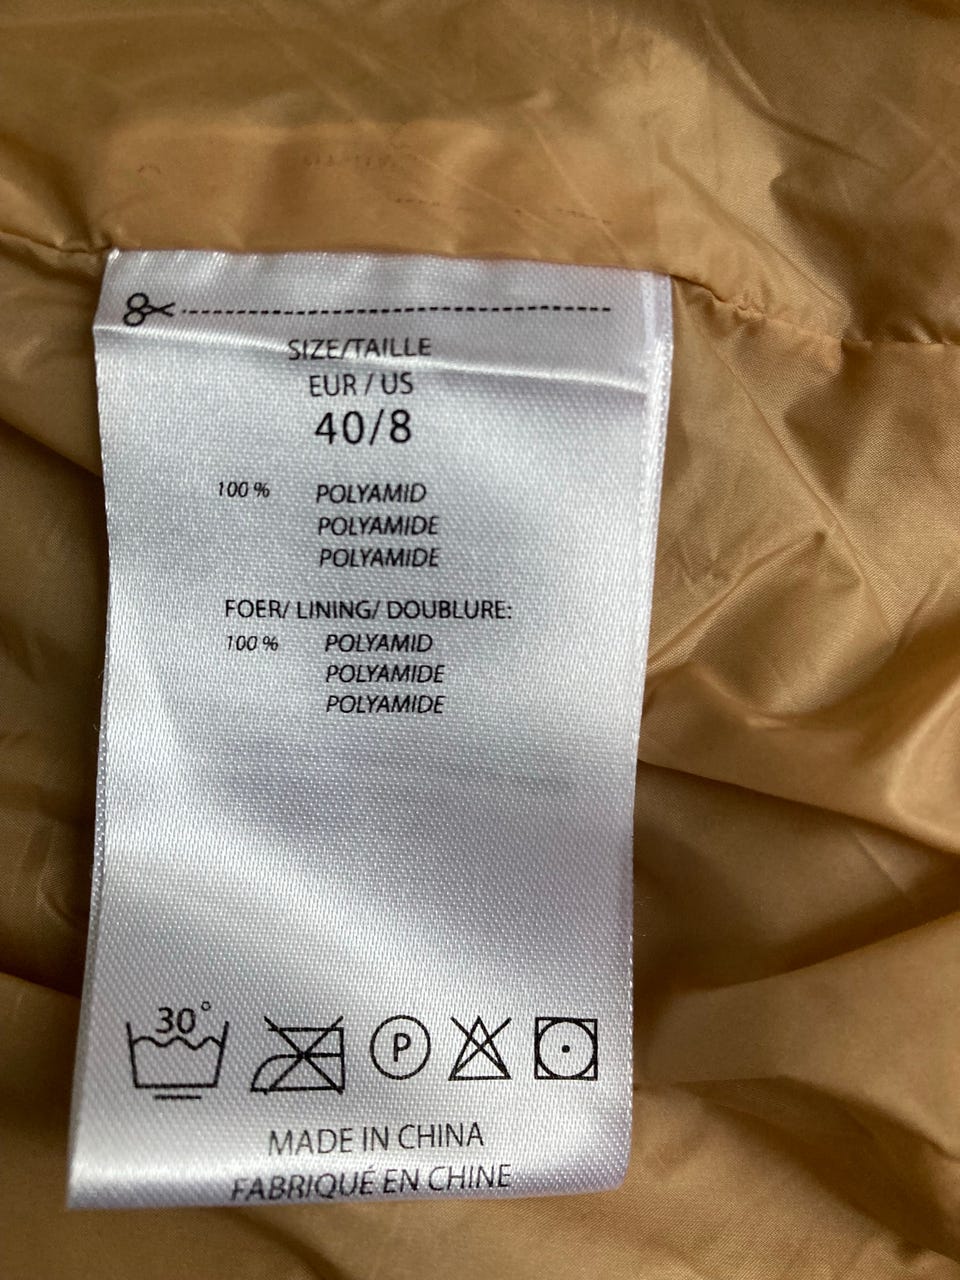 SIZE/TAILLE
EUR / US
40/8
100 % POLYAMID
POLYAMIDE
POLYAMIDE
FOER/ LINING/ DOUBLURE:
100 % POLYAMID
POLYAMIDE
POLYAMIDE
30°
P
MADE IN CHINA
FABRIQUÉ EN CHINE